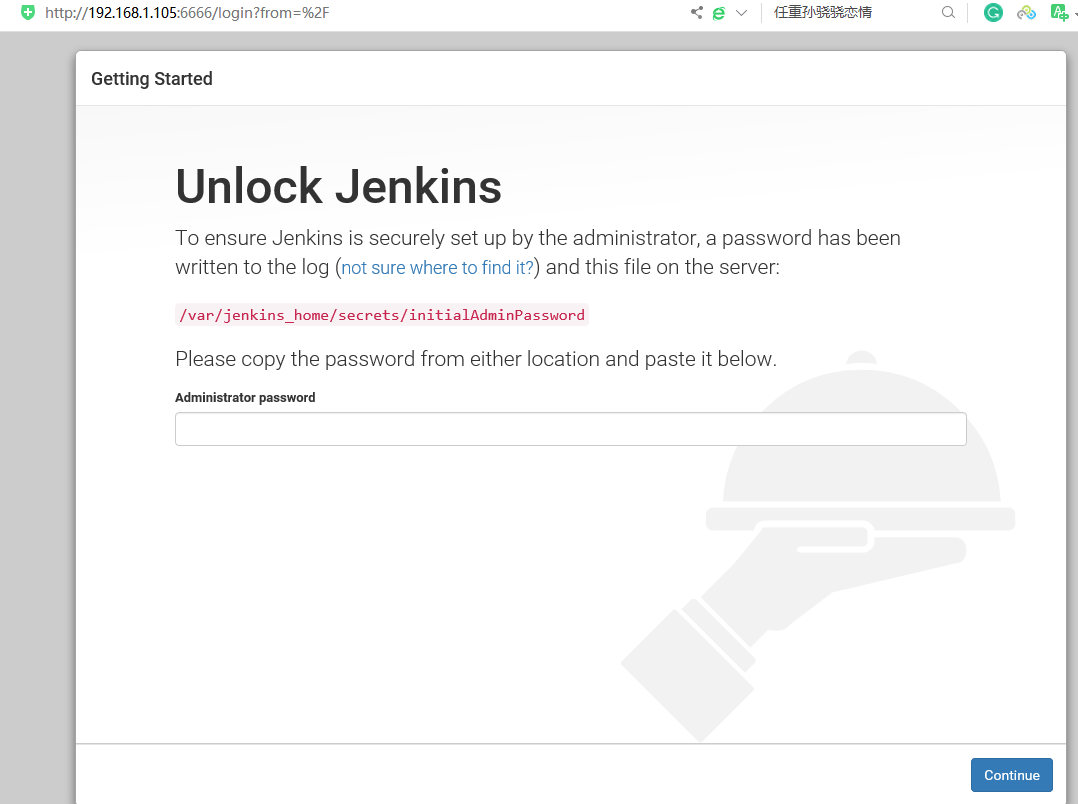 http://192.168.1.105:6666/login?from=%2F
任重孙骁骁恋情
Getting Started
Unlock Jenkins
To ensure Jenkins is securely set up by the administrator, a password has been
written to the log (not sure where to find it?) and this file on the server:
/var/jenkins_home/secrets/initialAdminPassword
Please copy the password from either location and paste it below.
Administrator password
Continue